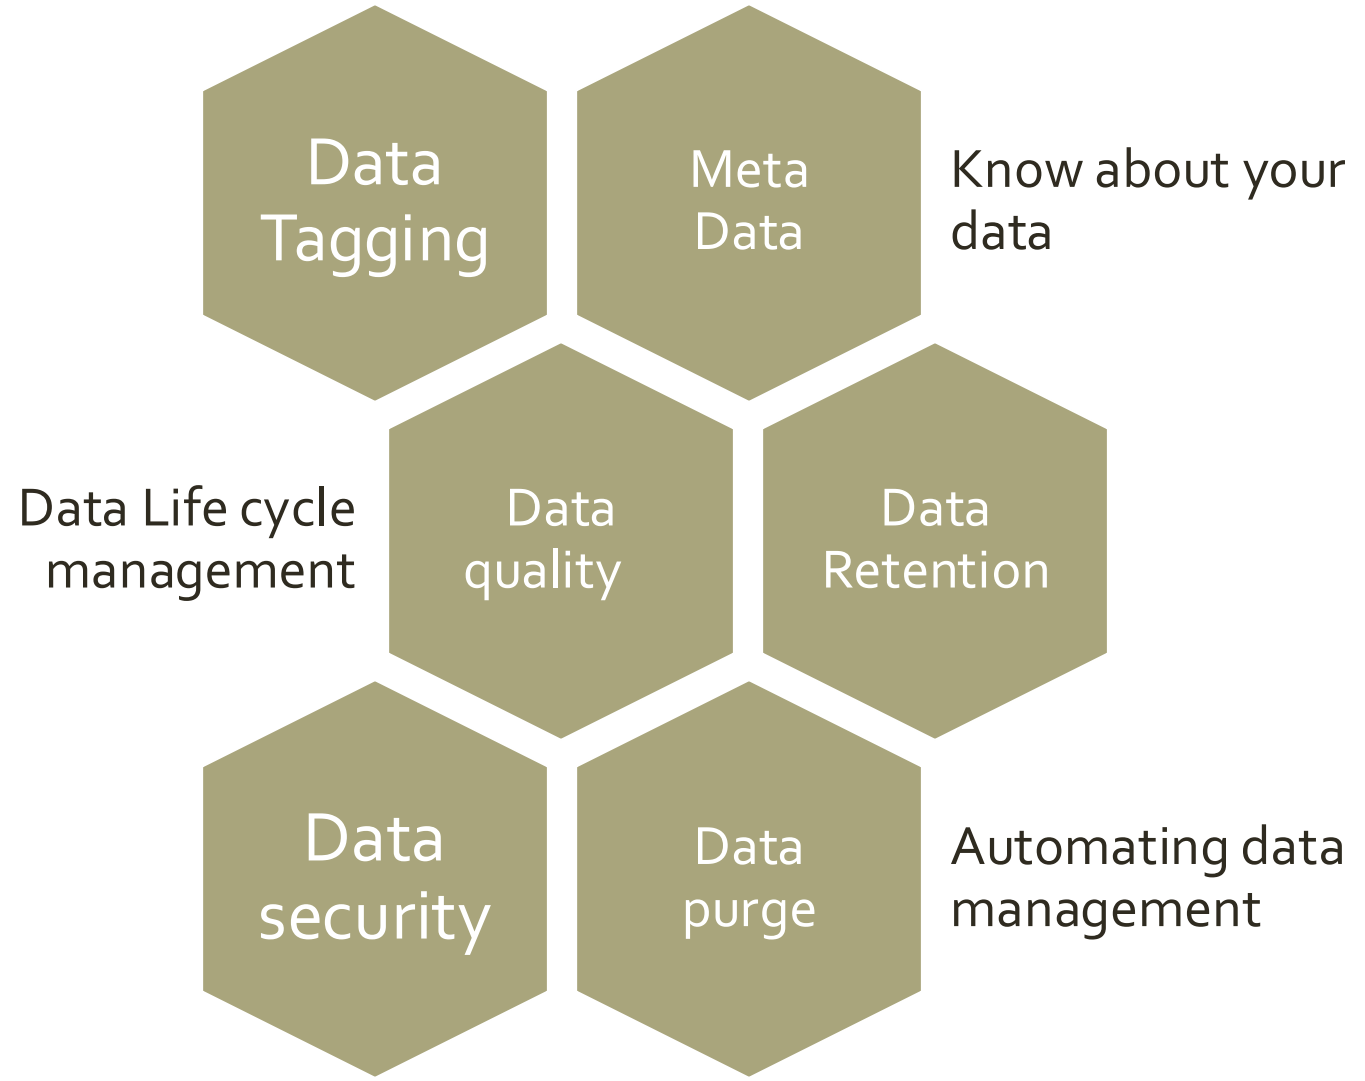 Data
Tagging
Meta
Data
Know about your
data
Data Life cycle
management
Data
quality
Data
Retention
Data
security
Data
purge
Automating data
management